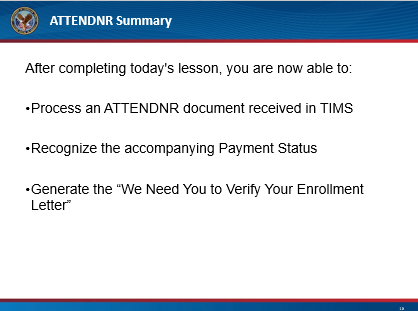 ATTENDNR Summary
After completing today's lesson, you are now able to:
•Process an ATTENDNR document received in TIMS
•Recognize the accompanying Payment Status
•Generate the “We Need You to Verify Your Enrollment
Letter”